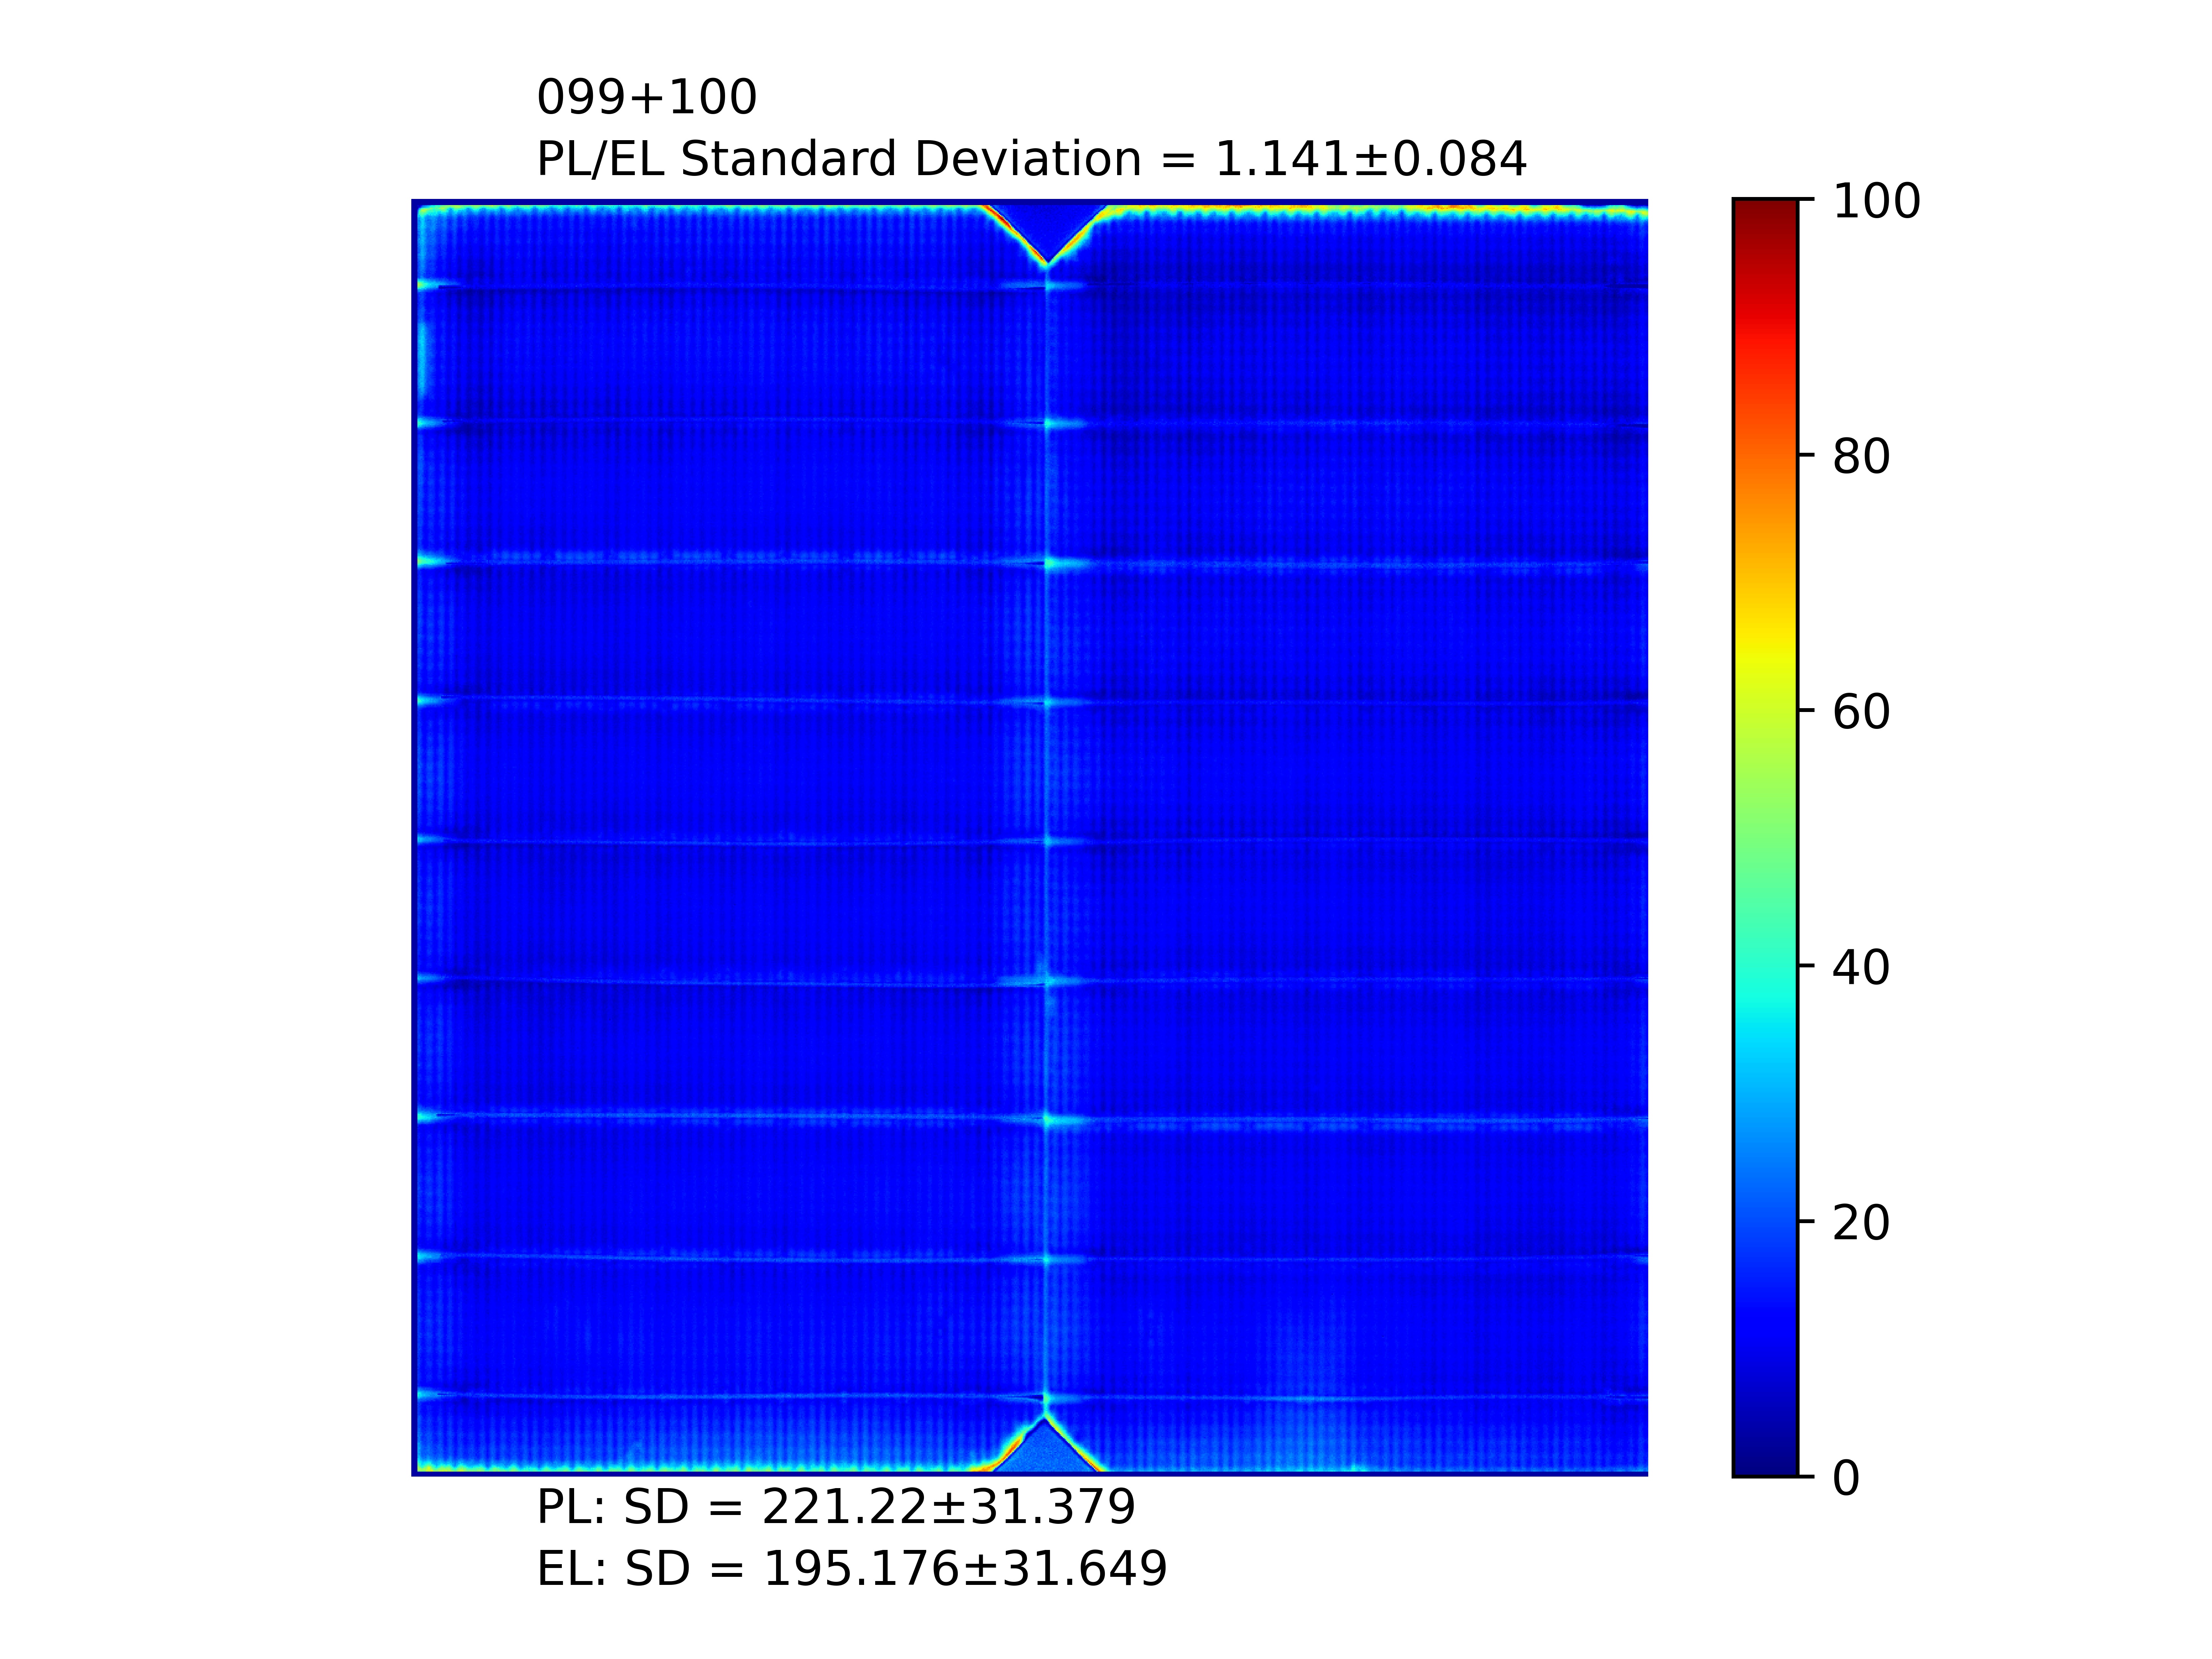 099+100
PL/EL Standard Deviation = 1.141±0.084
100
80
60
40
20
0
PL: SD = 221.22±31.379
EL: SD = 195.176±31.649